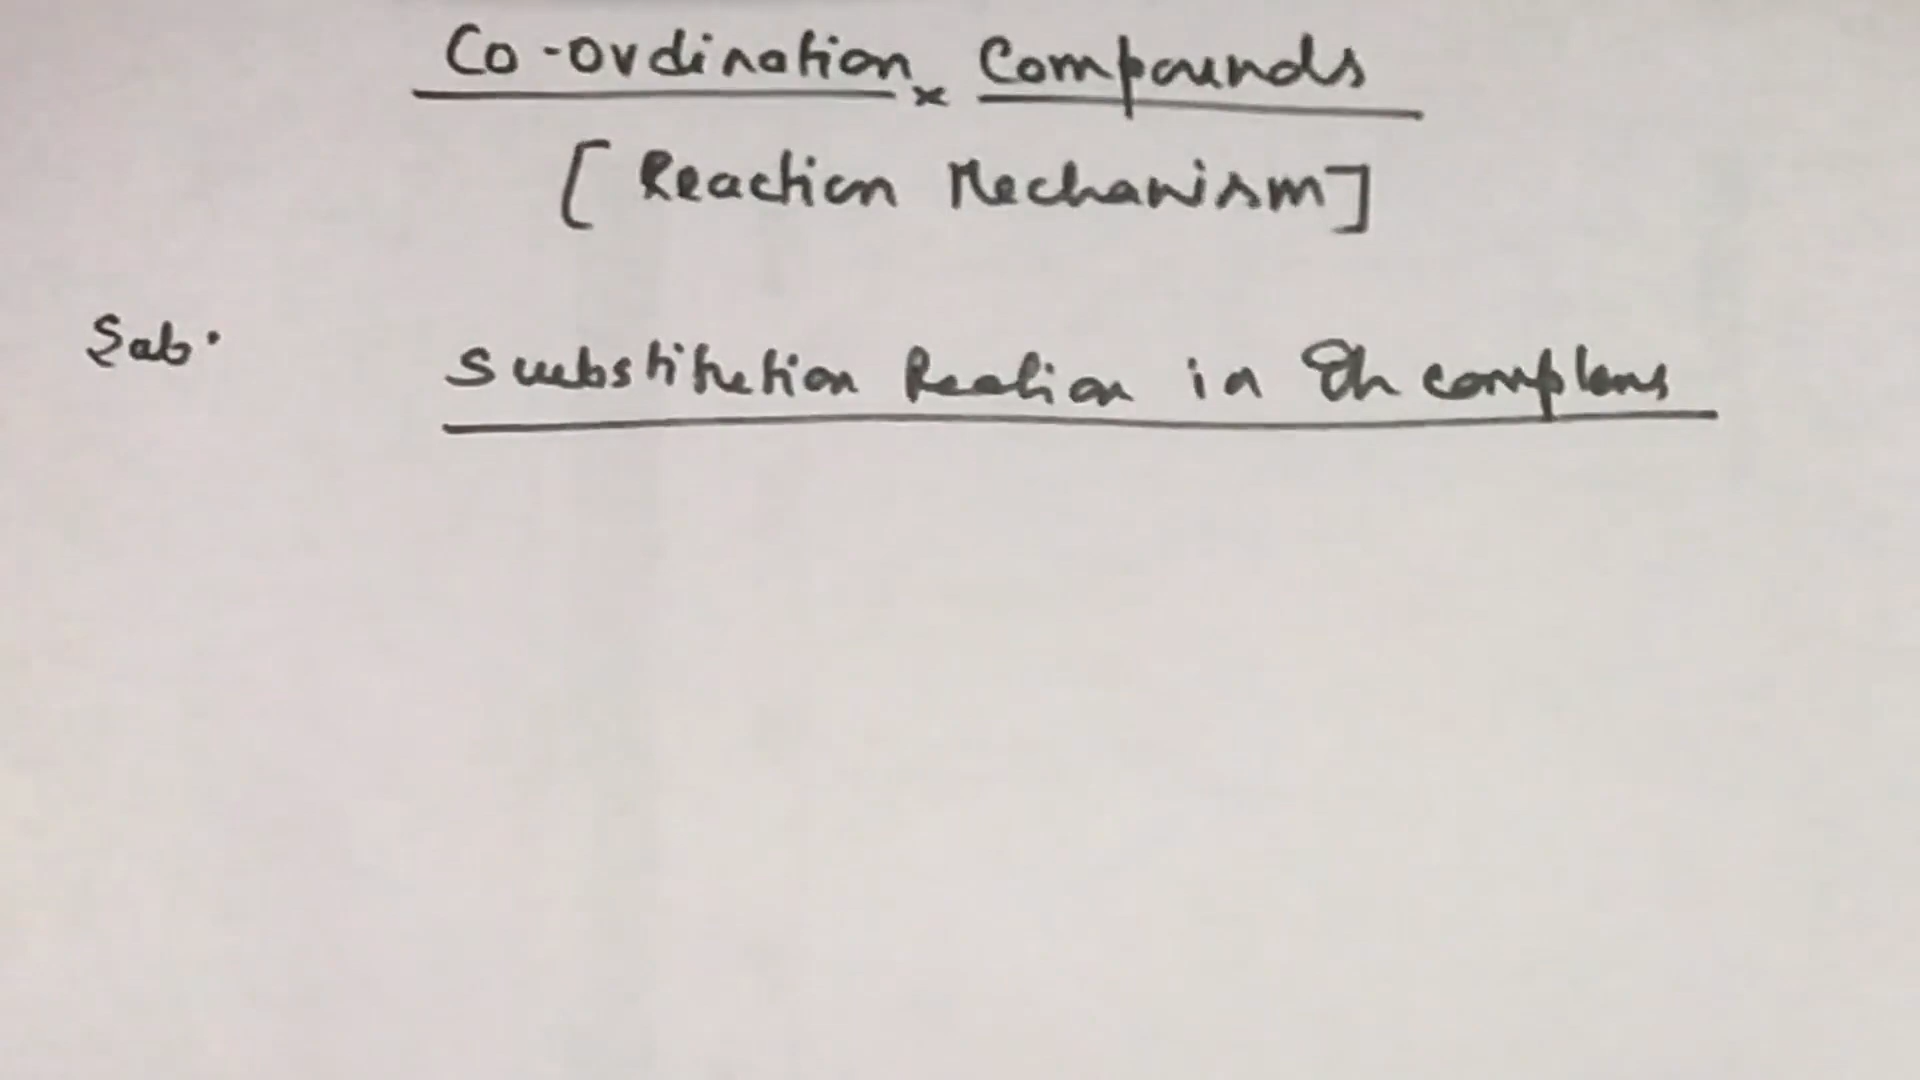 Co-ordination Compounds
[Reaction Mechanism]
Sub.
Substitution Reaction in Oh complexes